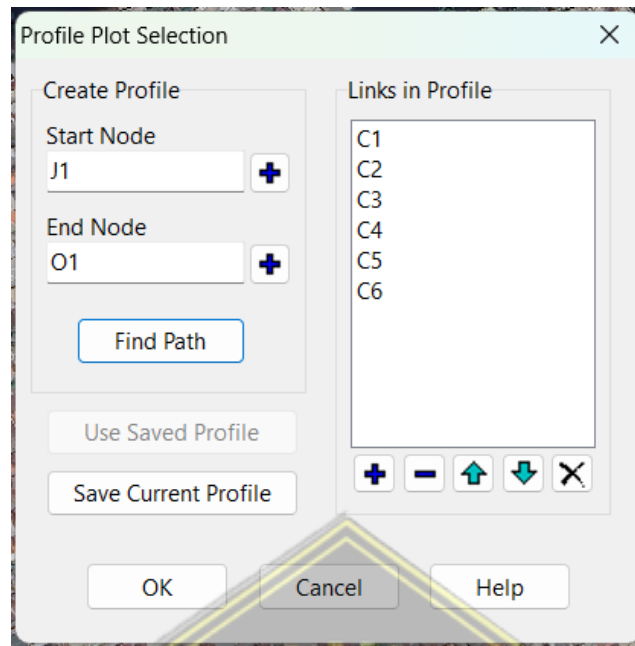 Profile Plot Selection
Create Profile
Start Node
J1
End Node
O1
Find Path
Use Saved Profile
Save Current Profile
Links in Profile
C1
C2
C3
C4
C5
C6
OK
Cancel
Help